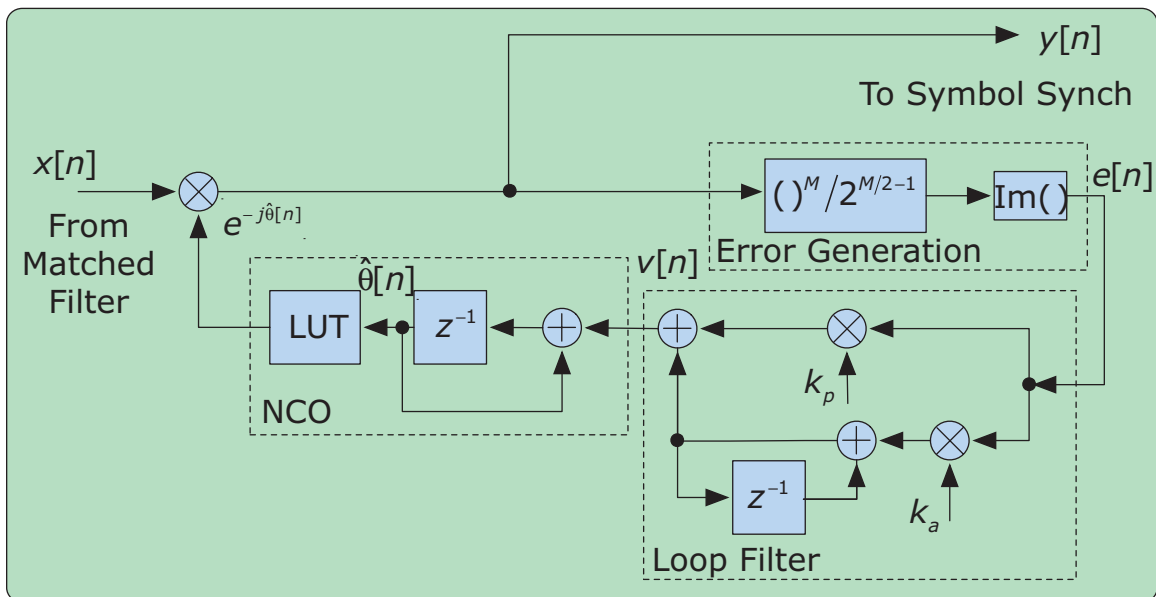 y[n]
To Symbol Synch
x[n]
e^{-jθ̂[n]}
From
Matched
Filter
()^M/2^{M/2-1}
Im()
e[n]
Error Generation
v[n]
θ̂[n]
LUT
z^{-1}
+
NCO
+
×
k_p
+
×
z^{-1}
k_a
Loop Filter